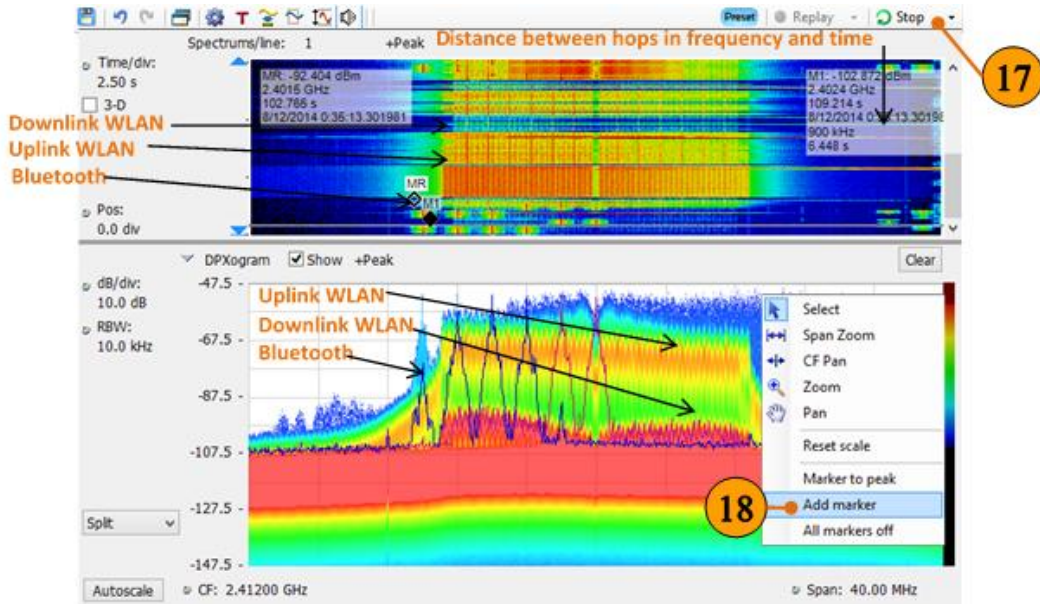 Preset Replay Stop
Spectrums/line: 1 +Peak Distance between hops in frequency and time
17
Time/div:
2.50 s
3-D
MR: -92.404 dBm
2.4015 GHz
102.765 s
8/12/2014 0:35:13.301981
M1: -102.872 dBm
2.4024 GHz
109.214 s
900 kHz
6.448 s
Downlink WLAN
Uplink WLAN
Bluetooth
MR
M1
Pos:
0.0 div
DPXogram Show +Peak Clear
dB/div:
10.0 dB
RBW:
10.0 kHz
-47.5
-67.5
-87.5
-107.5
-127.5
-147.5
Uplink WLAN
Downlink WLAN
Bluetooth
Select
Span Zoom
CF Pan
Zoom
Pan
Reset scale
Marker to peak
18 Add marker
All markers off
Split
Autoscale CF: 2.41200 GHz Span: 40.00 MHz